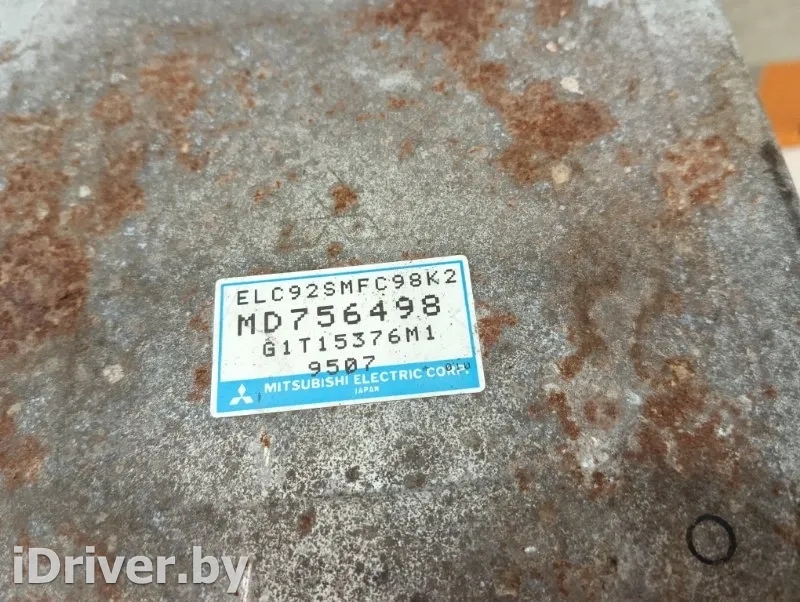 ELC92SMFC98K2
MD756498
G1T15376M1
9507
MITSUBISHI ELECTRIC CORP.
JAPAN
iDriver.by